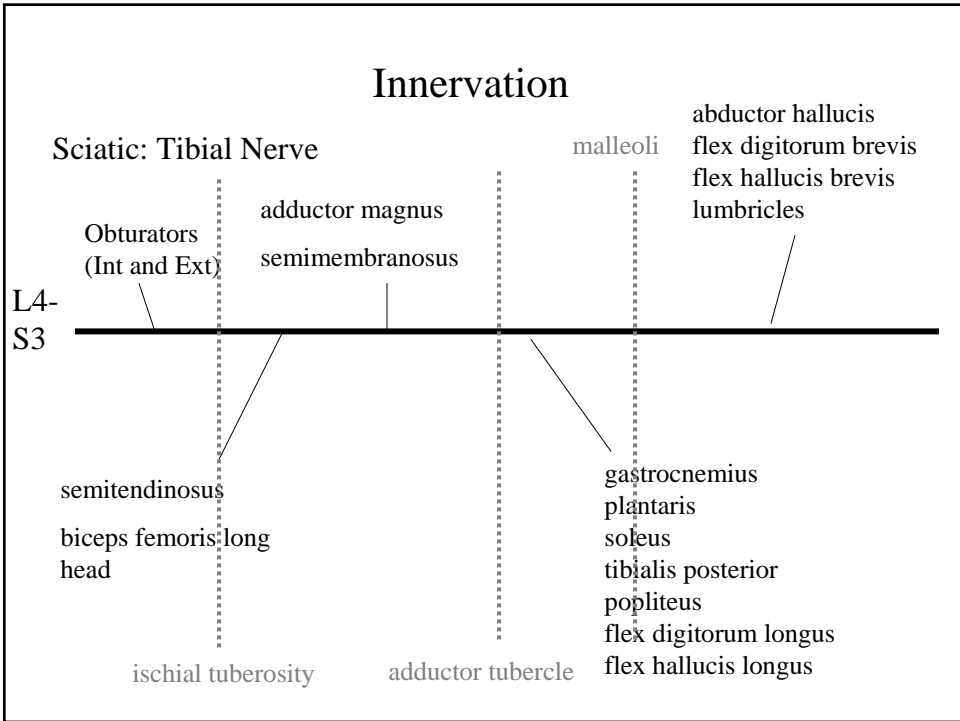 Innervation
Sciatic: Tibial Nerve
malleoli
abductor hallucis
flex digitorum brevis
flex hallucis brevis
lumbricles
adductor magnus
semimembranosus
Obturators
(Int and Ext)
L4-
S3
semitendinosus
biceps femoris long
head
gastrocnemius
plantaris
soleus
tibialis posterior
popliteus
flex digitorum longus
flex hallucis longus
ischial tuberosity
adductor tubercle